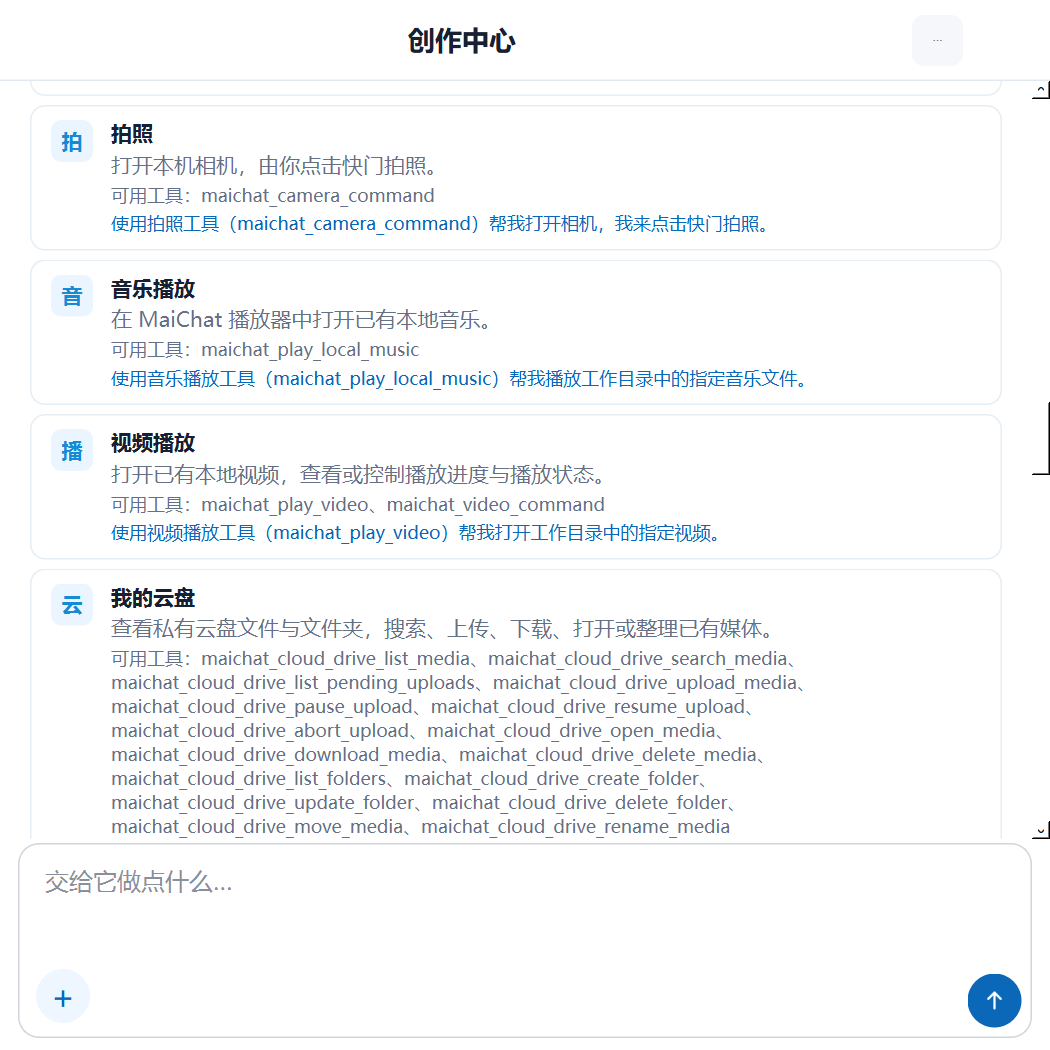 创作中心
...
拍
拍照
打开本机相机，由你点击快门拍照。
可用工具：maichat_camera_command
使用拍照工具（maichat_camera_command）帮我打开相机，我来点击快门拍照。
音
音乐播放
在 MaiChat 播放器中打开已有本地音乐。
可用工具：maichat_play_local_music
使用音乐播放工具（maichat_play_local_music）帮我播放工作目录中的指定音乐文件。
播
视频播放
打开已有本地视频，查看或控制播放进度与播放状态。
可用工具：maichat_play_video、maichat_video_command
使用视频播放工具（maichat_play_video）帮我打开工作目录中的指定视频。
云
我的云盘
查看私有云盘文件与文件夹，搜索、上传、下载、打开或整理已有媒体。
可用工具：maichat_cloud_drive_list_media、maichat_cloud_drive_search_media、
maichat_cloud_drive_list_pending_uploads、maichat_cloud_drive_upload_media、
maichat_cloud_drive_pause_upload、maichat_cloud_drive_resume_upload、
maichat_cloud_drive_abort_upload、maichat_cloud_drive_open_media、
maichat_cloud_drive_download_media、maichat_cloud_drive_delete_media、
maichat_cloud_drive_list_folders、maichat_cloud_drive_create_folder、
maichat_cloud_drive_update_folder、maichat_cloud_drive_delete_folder、
maichat_cloud_drive_move_media、maichat_cloud_drive_rename_media
交给它做点什么...